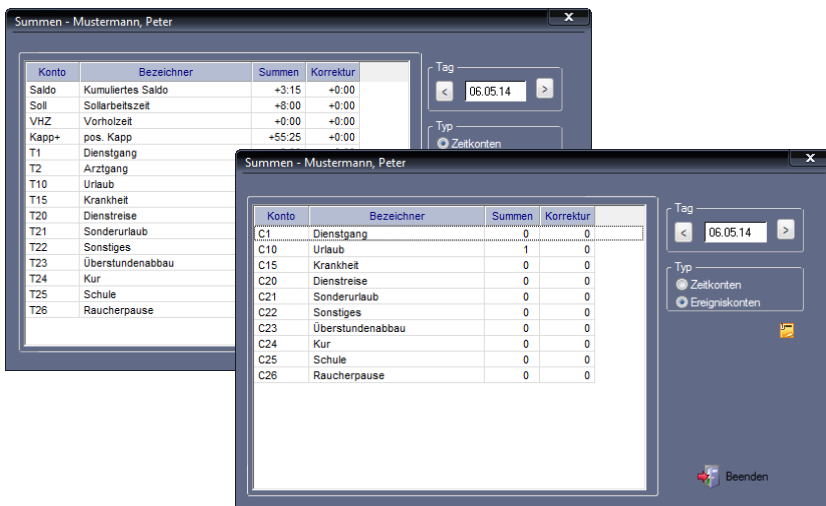 Summen - Mustermann, Peter
x
Konto Bezeichner Summen Korrektur
Saldo Kumuliertes Saldo +3:15 +0:00
Soll Sollarbeitszeit +8:00 +0:00
VHZ Vorholzeit +0:00 +0:00
Kapp+ pos. Kapp +55:25 +0:00
T1 Dienstgang
T2 Arztgang
T10 Urlaub
T15 Krankheit
T20 Dienstreise
T21 Sonderurlaub
T22 Sonstiges
T23 Überstundenabbau
T24 Kur
T25 Schule
T26 Raucherpause
Tag
< 06.05.14 >
Typ
Zeitkonten
Summen - Mustermann, Peter
x
Konto Bezeichner Summen Korrektur
C1 Dienstgang 0 0
C10 Urlaub 1 0
C15 Krankheit 0 0
C20 Dienstreise 0 0
C21 Sonderurlaub 0 0
C22 Sonstiges 0 0
C23 Überstundenabbau 0 0
C24 Kur 0 0
C25 Schule 0 0
C26 Raucherpause 0 0
Tag
< 06.05.14 >
Typ
Zeitkonten
Ereigniskonten
Beenden